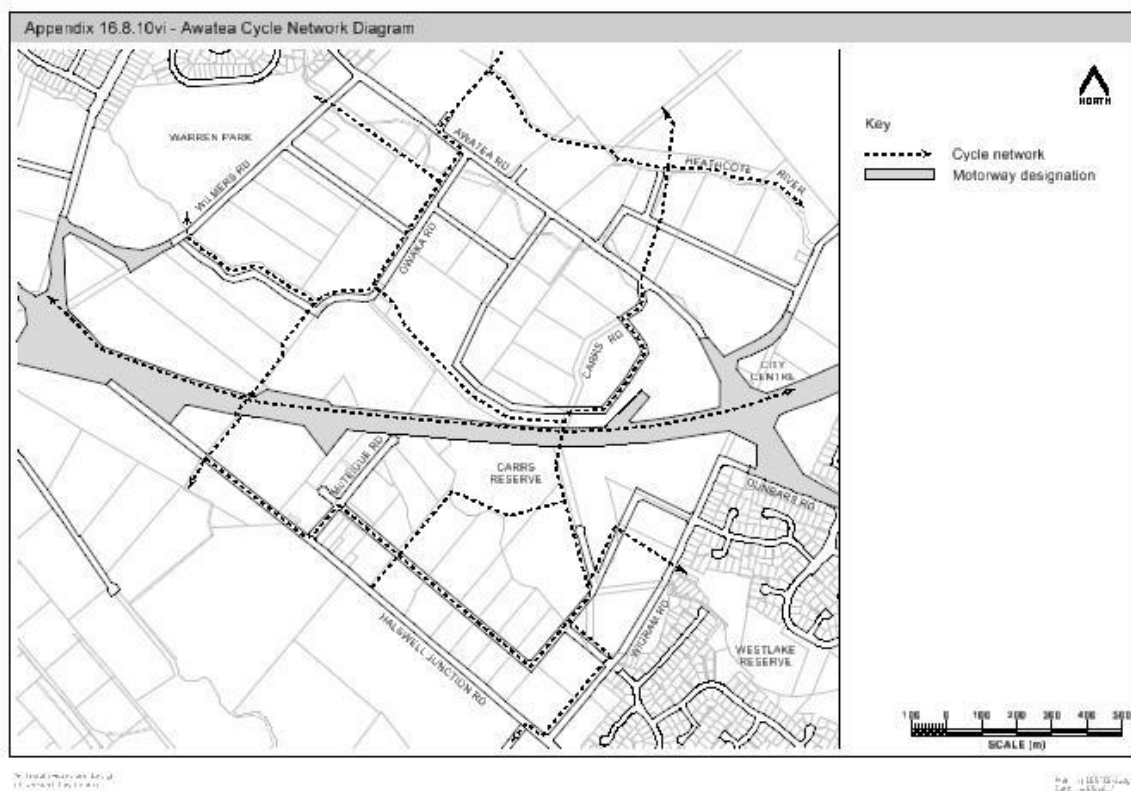 Appendix 16.8.10vi - Awatea Cycle Network Diagram
NORTH
Key
Cycle network
Motorway designation
WARREN PARK
WILMERS RD
AWATEA RD
HEATHCOTE
RIVER
OWAKA RD
CARRS RD
CITY
CENTRE
McTEIGUE RD
CARRS
RESERVE
DUNBARS RD
HALSWELL JUNCTION RD
WIGRAM RD
WESTLAKE
RESERVE
100 0 100 200 300 400 500
SCALE (m)